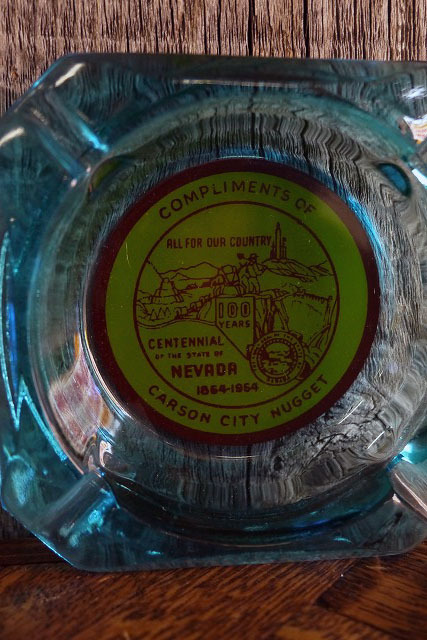 COMPLIMENTS OF
ALL FOR OUR COUNTRY
100
YEARS
CENTENNIAL
OF THE STATE OF
NEVADA
1864-1964
CARSON CITY NUGGET